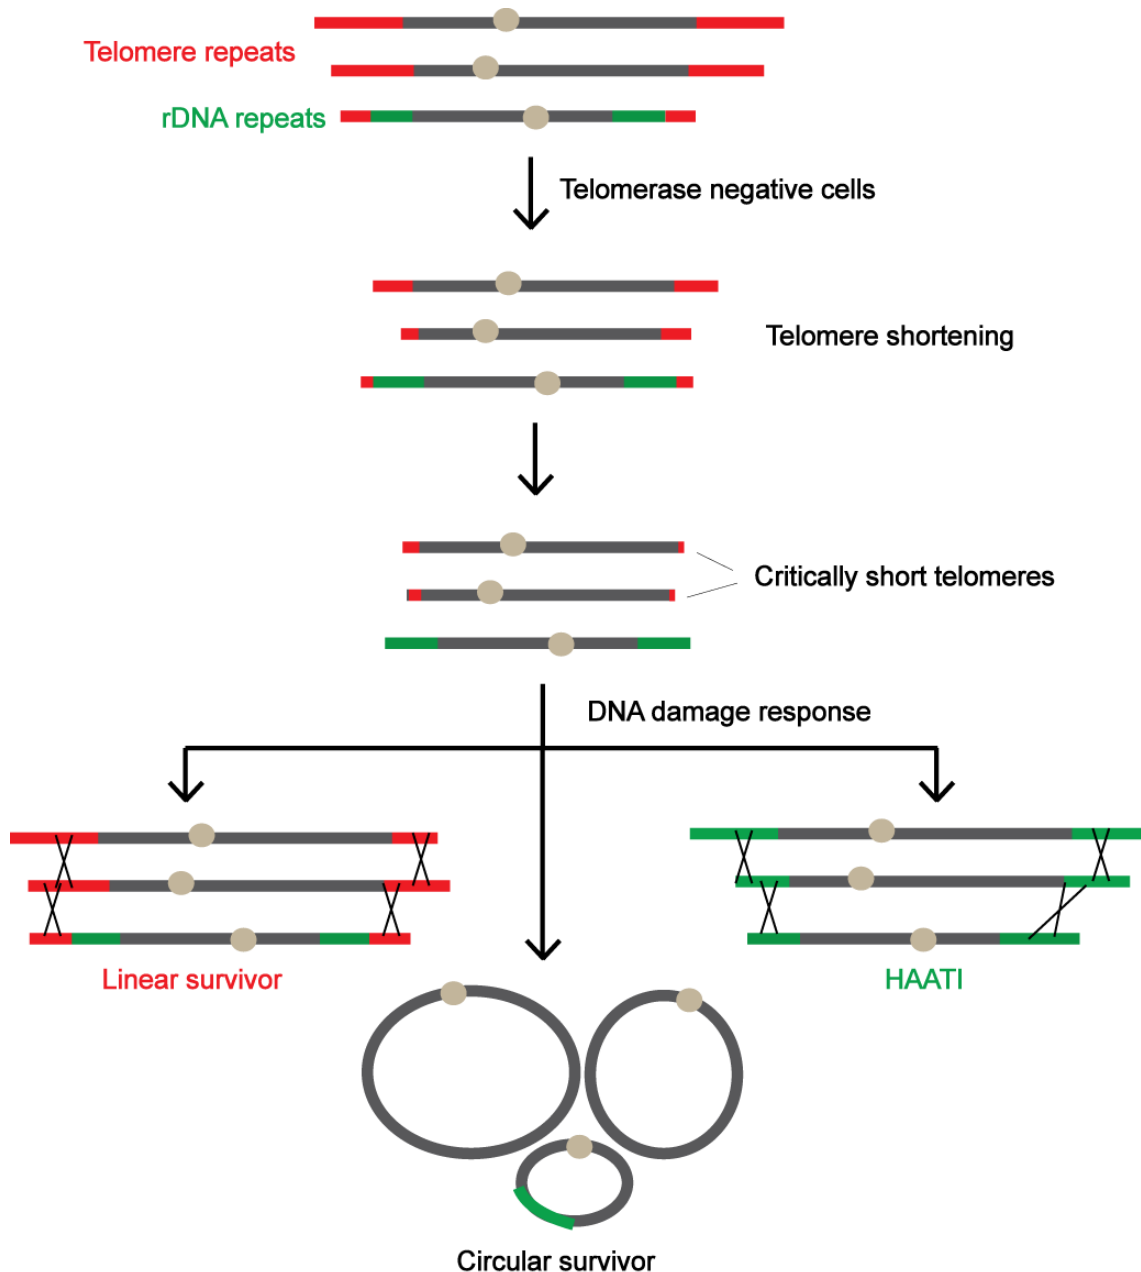 Telomere repeats
rDNA repeats
Telomerase negative cells
Telomere shortening
Critically short telomeres
DNA damage response
Linear survivor
HAATI
Circular survivor